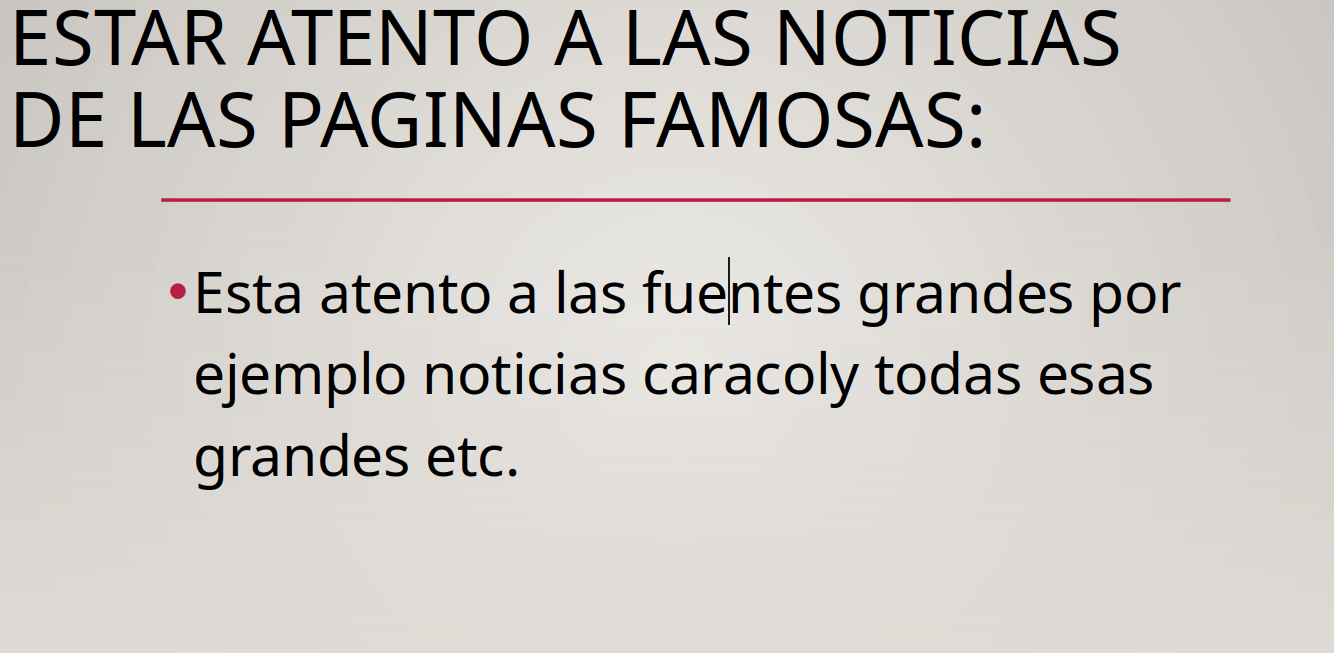 ESTAR ATENTO A LAS NOTICIAS
DE LAS PAGINAS FAMOSAS:
•Esta atento a las fuentes grandes por
ejemplo noticias caracoly todas esas
grandes etc.